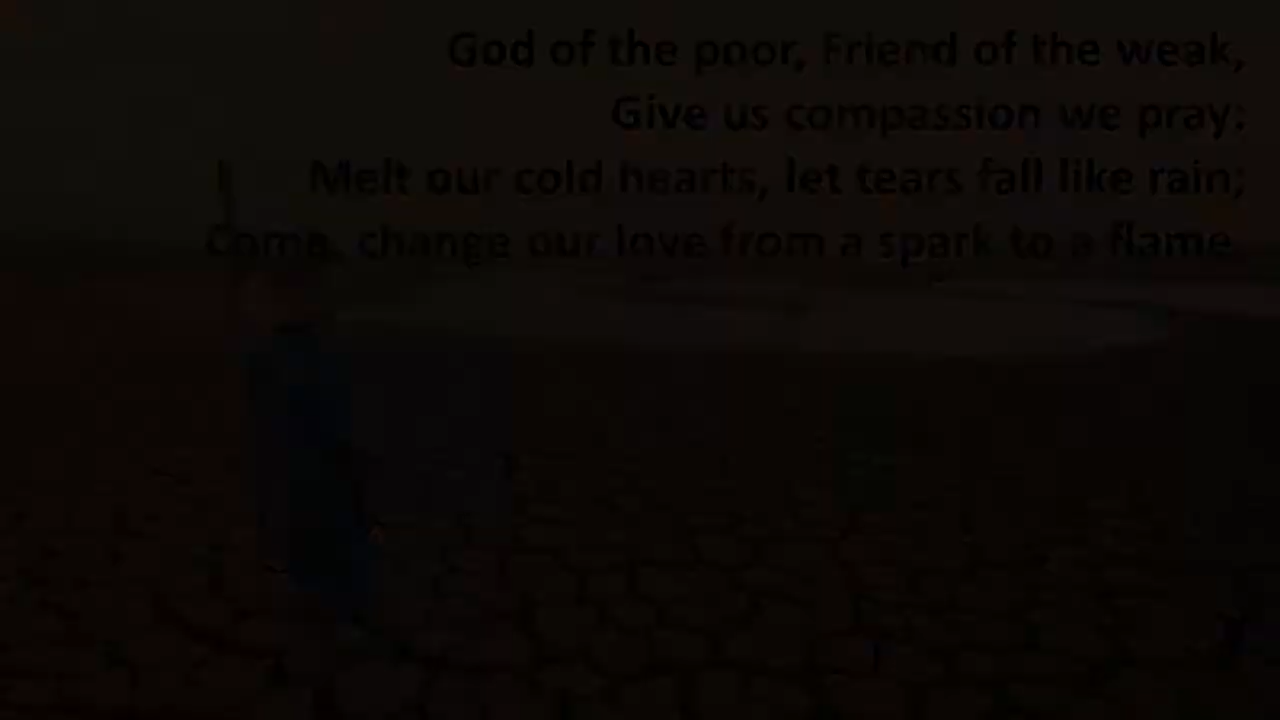 God of the poor, Friend of the weak,
Give us compassion we pray:
Melt our cold hearts, let tears fall like rain;
Come, change our love from a spark to a flame.